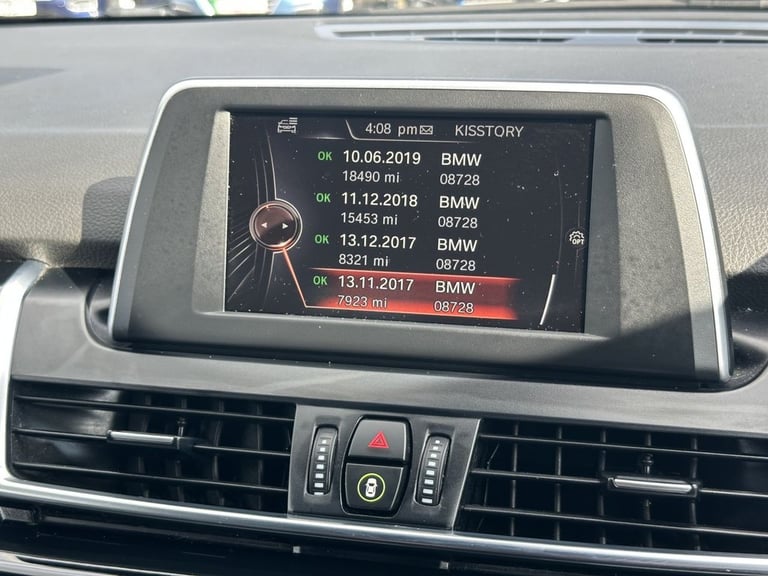 4:08 pm KISSTORY
OK 10.06.2019 BMW
18490 mi 08728
OK 11.12.2018 BMW
15453 mi 08728
OK 13.12.2017 BMW
8321 mi 08728
OPT
OK 13.11.2017 BMW
7923 mi 08728